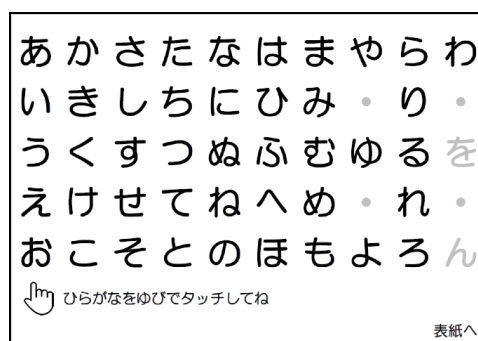 あかさたなはまやらわ
いきしちにひみ・り・
うくすつぬふむゆるを
えけせてねへめ・れ・
おこそとのほもよろん
ひらがなをゆびでタッチしてね
表紙へ